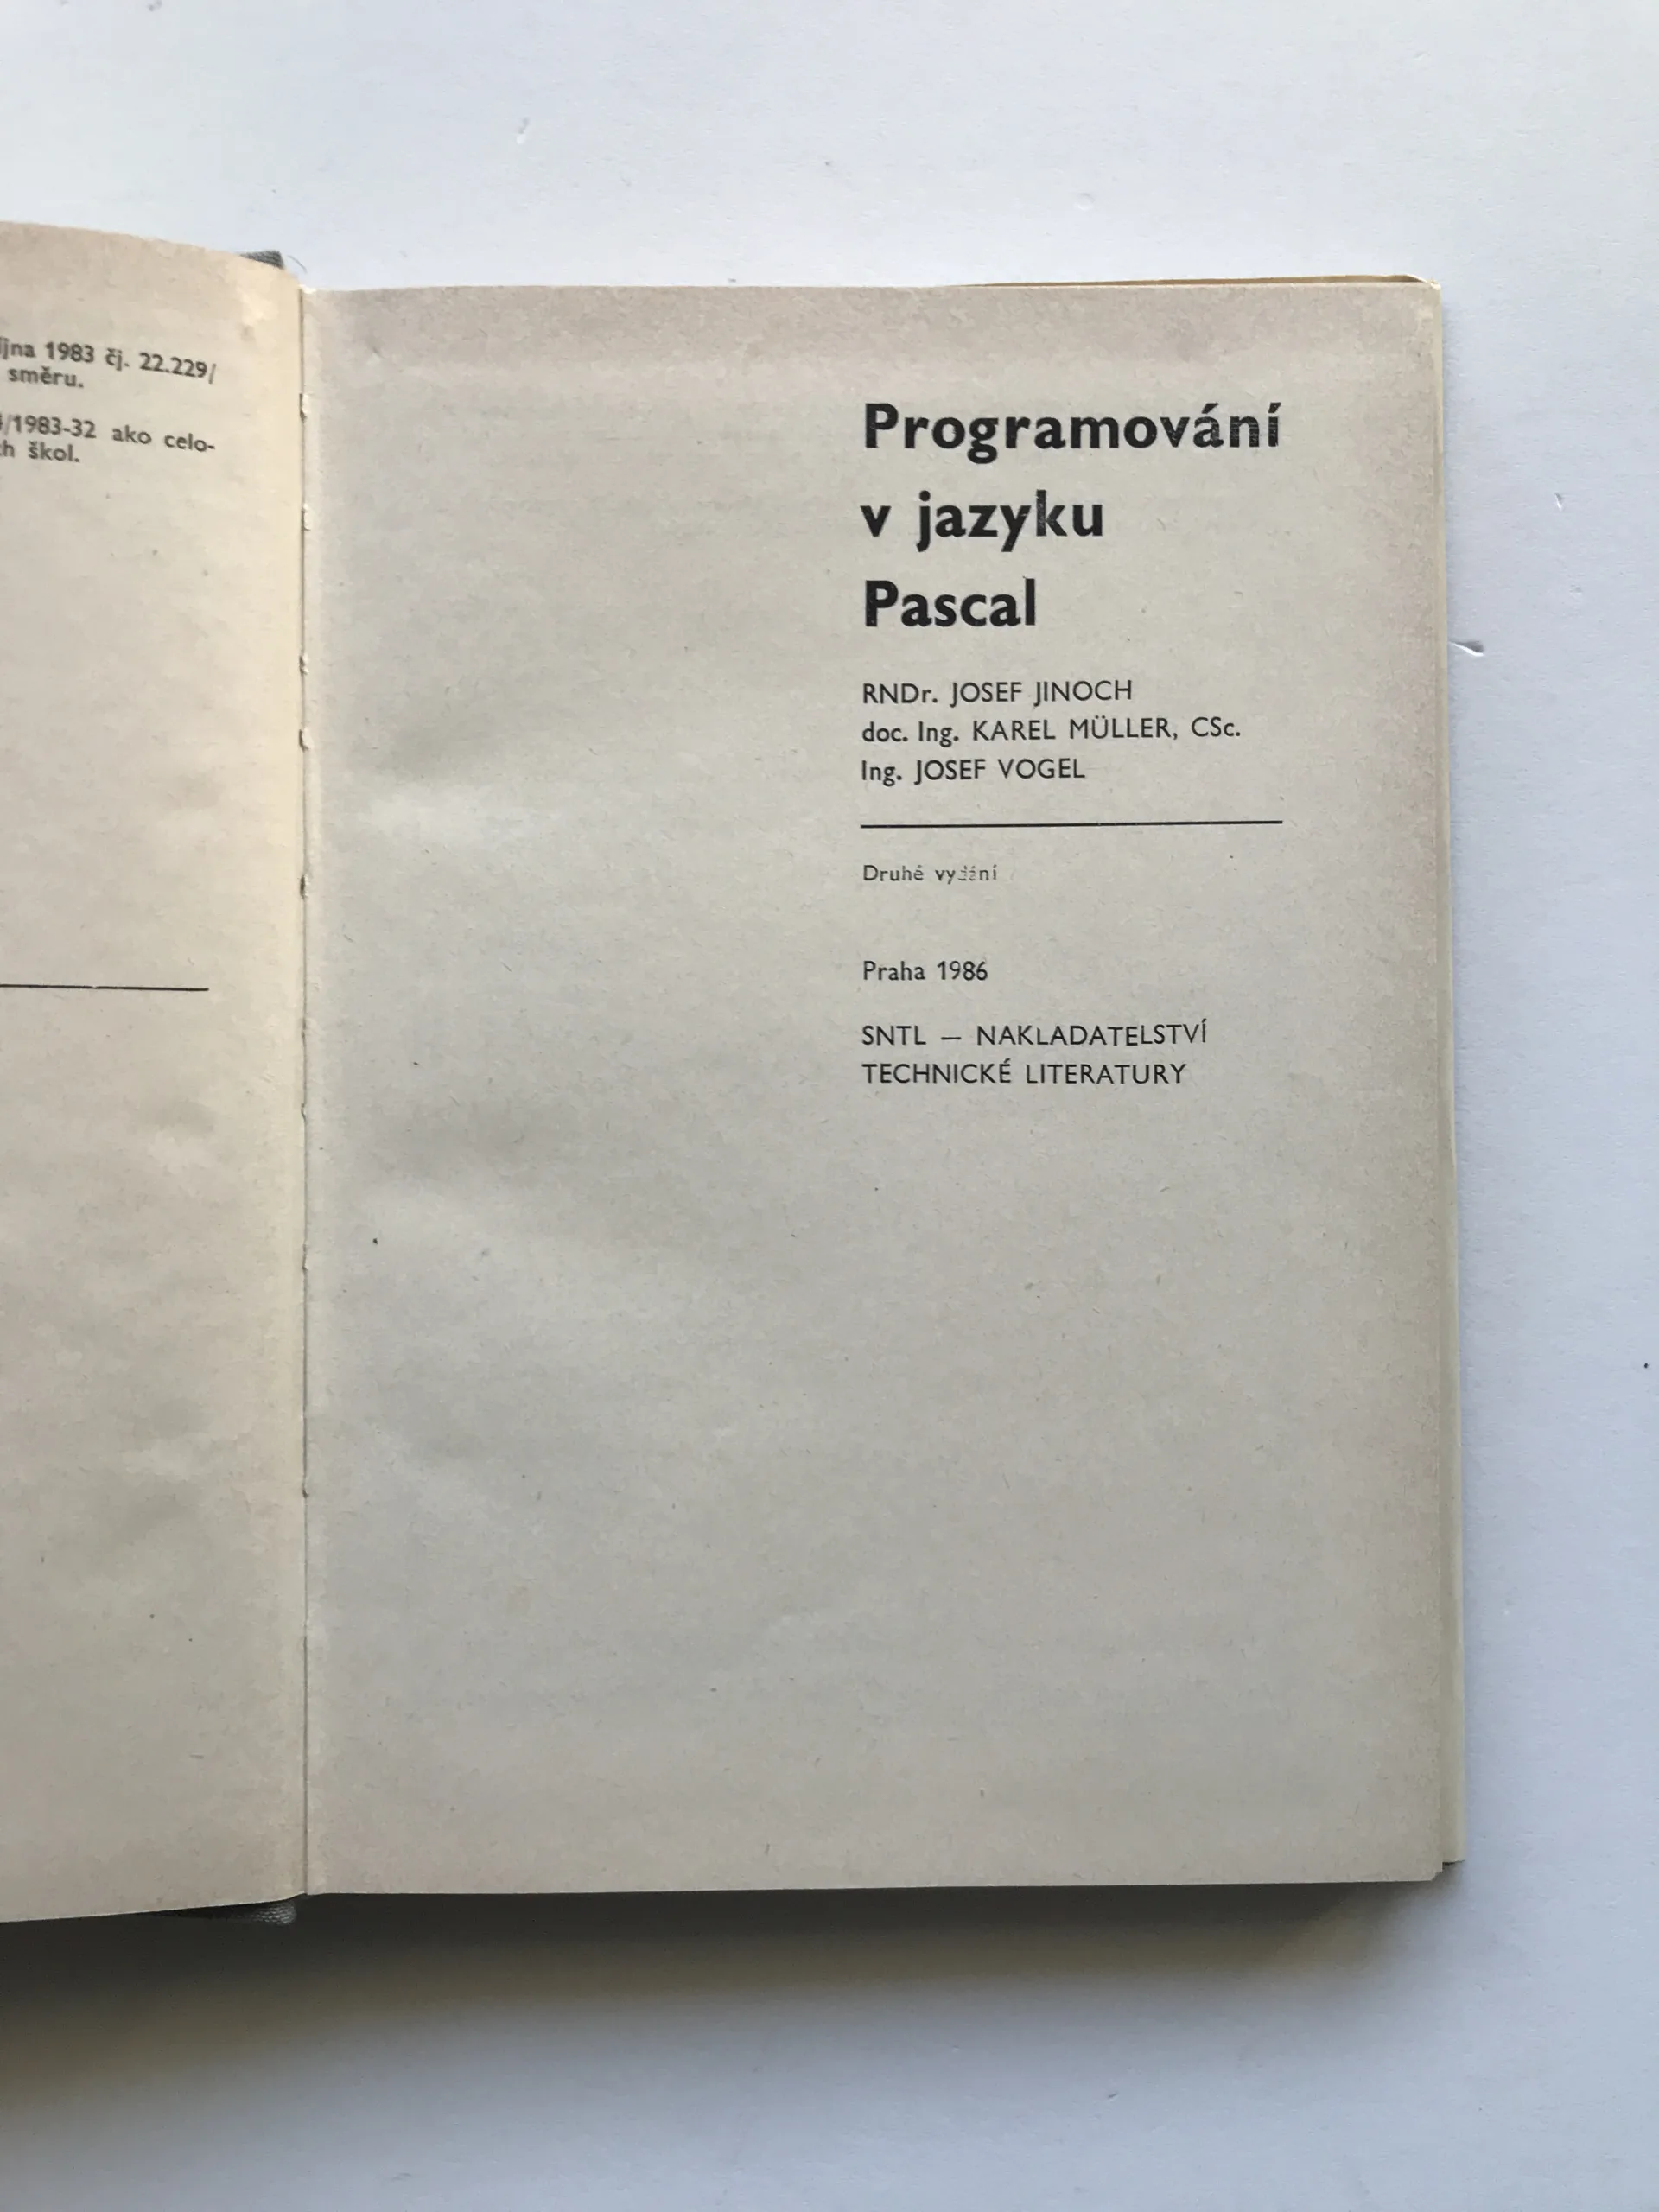 října 1983 čj. 22.229/
směru.
/1983-32 ako celo-
škol.
Programování
v jazyku
Pascal
RNDr. JOSEF JINOCH
doc. Ing. KAREL MÜLLER, CSc.
Ing. JOSEF VOGEL
Druhé vydání
Praha 1986
SNTL — NAKLADATELSTVÍ
TECHNICKÉ LITERATURY